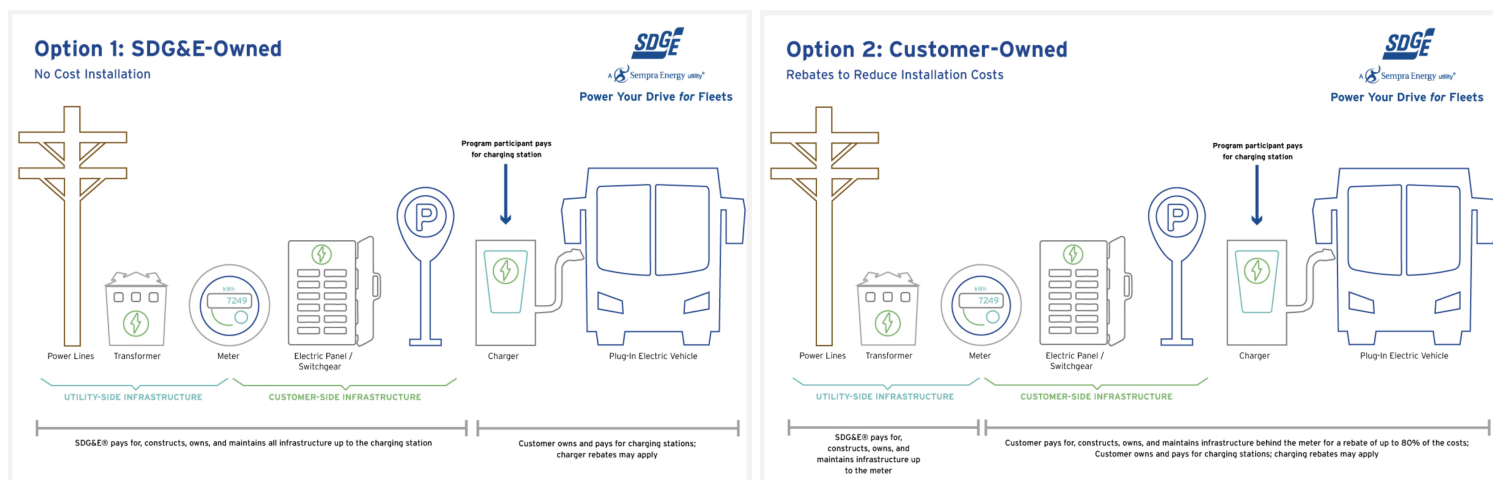 Option 1: SDG&E-Owned
No Cost Installation
SDGE
A Sempra Energy utility®
Power Your Drive for Fleets
Program participant pays
for charging station
P
kWh
7249
Power Lines
Transformer
Meter
Electric Panel /
Switchgear
Charger
Plug-In Electric Vehicle
UTILITY-SIDE INFRASTRUCTURE
CUSTOMER-SIDE INFRASTRUCTURE
SDG&E® pays for, constructs, owns, and maintains all infrastructure up to the charging station
Customer owns and pays for charging stations;
charger rebates may apply
Option 2: Customer-Owned
Rebates to Reduce Installation Costs
SDGE
A Sempra Energy utility®
Power Your Drive for Fleets
Program participant pays
for charging station
P
kWh
7249
Power Lines
Transformer
Meter
Electric Panel /
Switchgear
Charger
Plug-In Electric Vehicle
UTILITY-SIDE INFRASTRUCTURE
CUSTOMER-SIDE INFRASTRUCTURE
SDG&E® pays for,
constructs, owns, and
maintains infrastructure up
to the meter
Customer pays for, constructs, owns, and maintains infrastructure behind the meter for a rebate of up to 80% of the costs;
Customer owns and pays for charging stations; charging rebates may apply